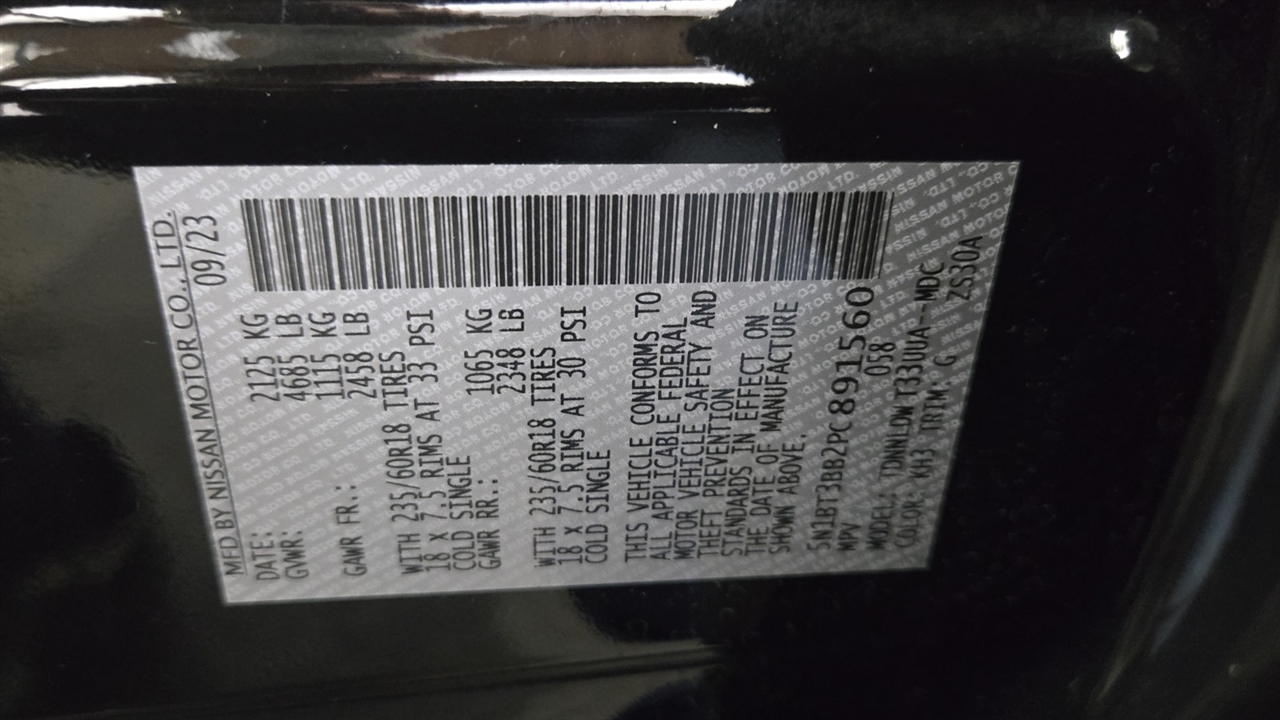 MFD BY NISSAN MOTOR CO., LTD.
DATE: 09/23
GVWR: 2125 KG
4685 LB
GAWR FR.: 1115 KG
2458 LB
WITH 235/60R18 TIRES
18 X 7.5 RIMS AT 33 PSI
COLD SINGLE
GAWR RR.: 1065 KG
2348 LB
WITH 235/60R18 TIRES
18 X 7.5 RIMS AT 30 PSI
COLD SINGLE
THIS VEHICLE CONFORMS TO
ALL APPLICABLE FEDERAL
MOTOR VEHICLE SAFETY AND
THEFT PREVENTION
STANDARDS IN EFFECT ON
THE DATE OF MANUFACTURE
SHOWN ABOVE.
5N1BT3BB2PC891560
MPV 058
MODEL: TDNNLDW T33UUA--MDC
COLOR: KH3 TRIM: G ZS30A